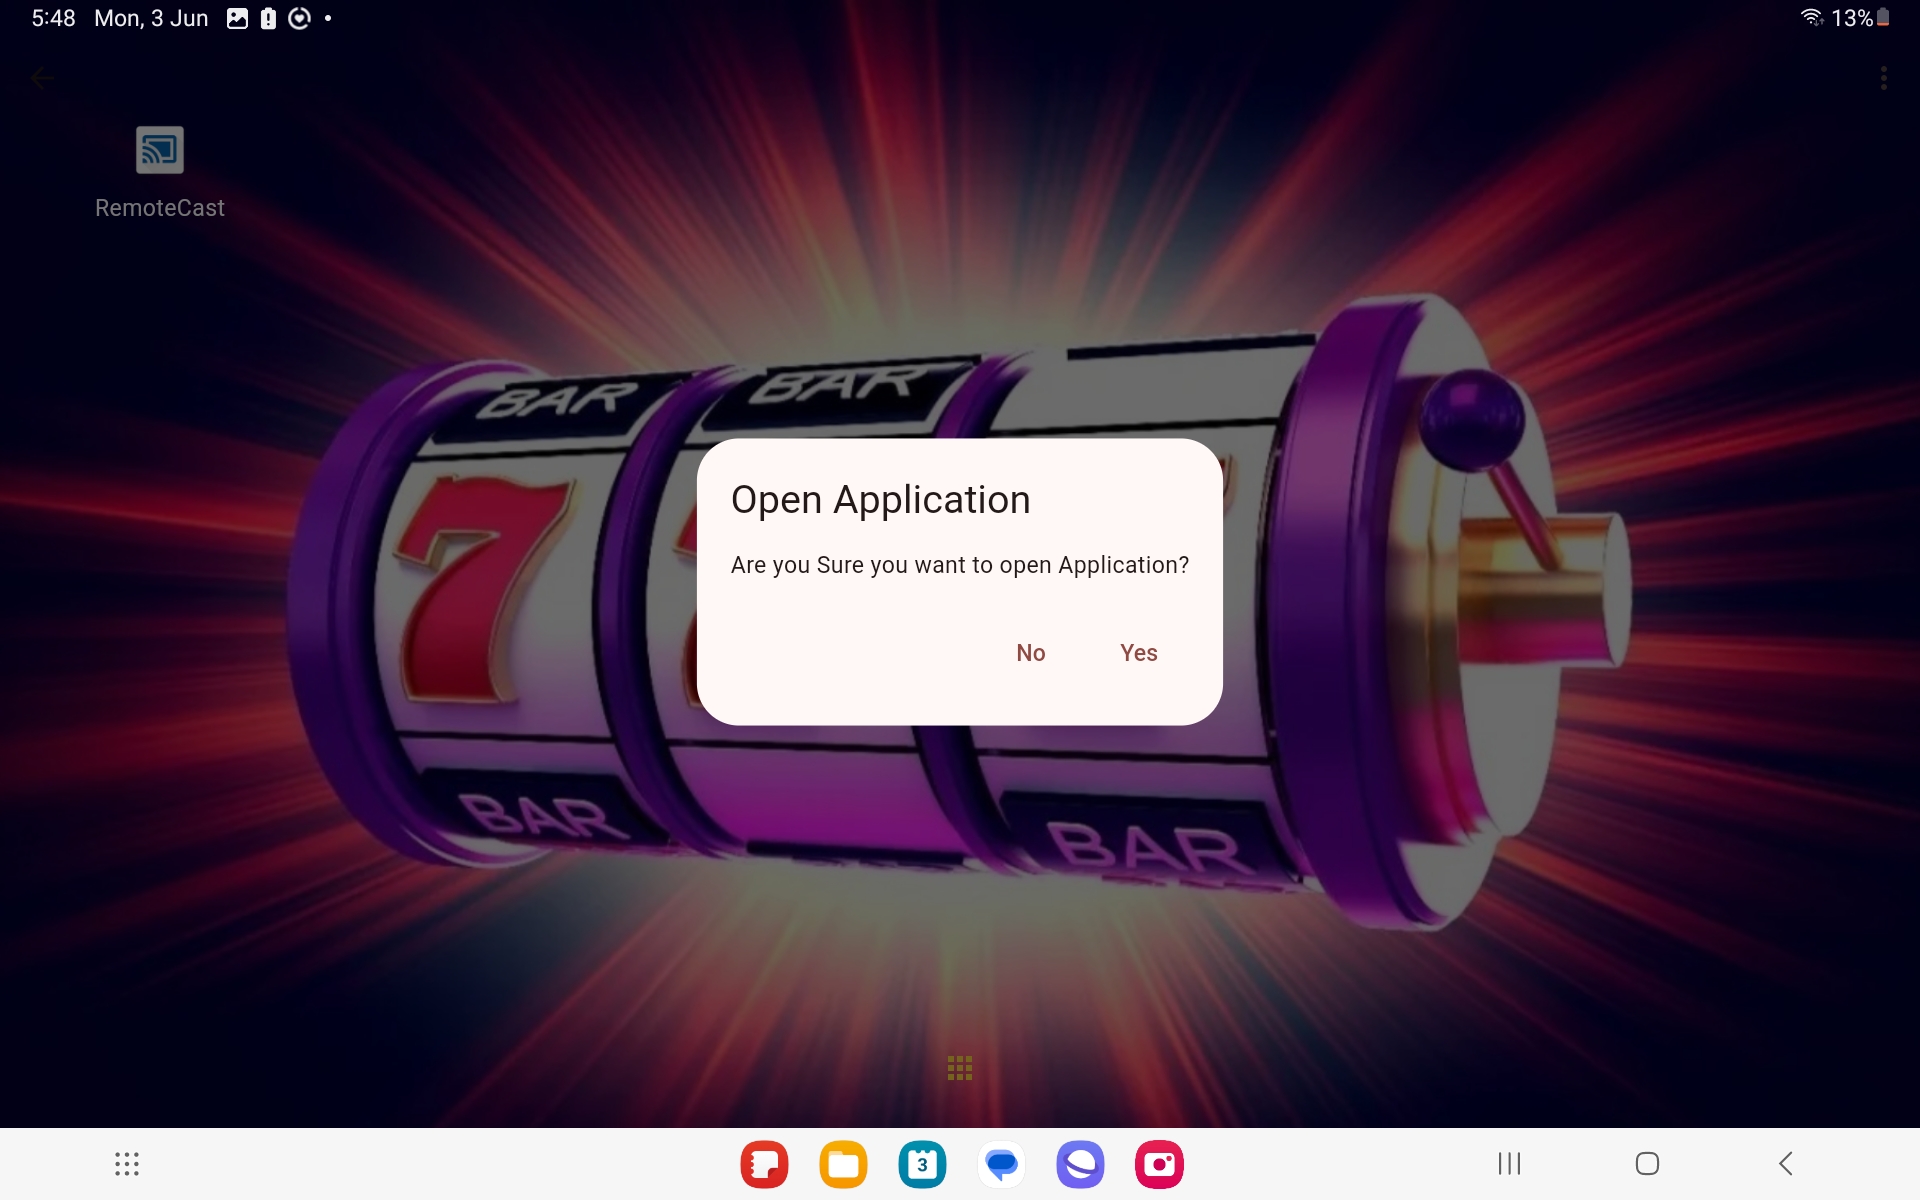 5:48 Mon, 3 Jun
13%
RemoteCast
BAR
BAR
7
Open Application
Are you Sure you want to open Application?
No
Yes
BAR
BAR
3